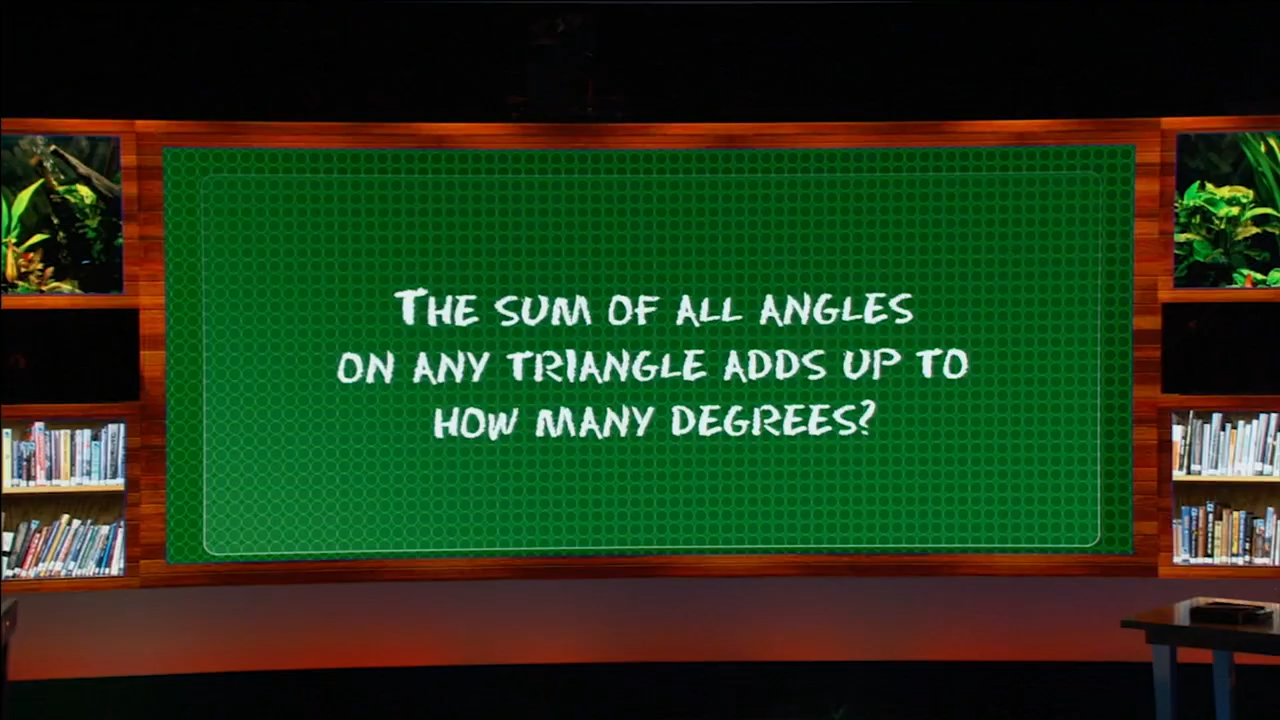 The sum of all angles
on any triangle adds up to
how many degrees?